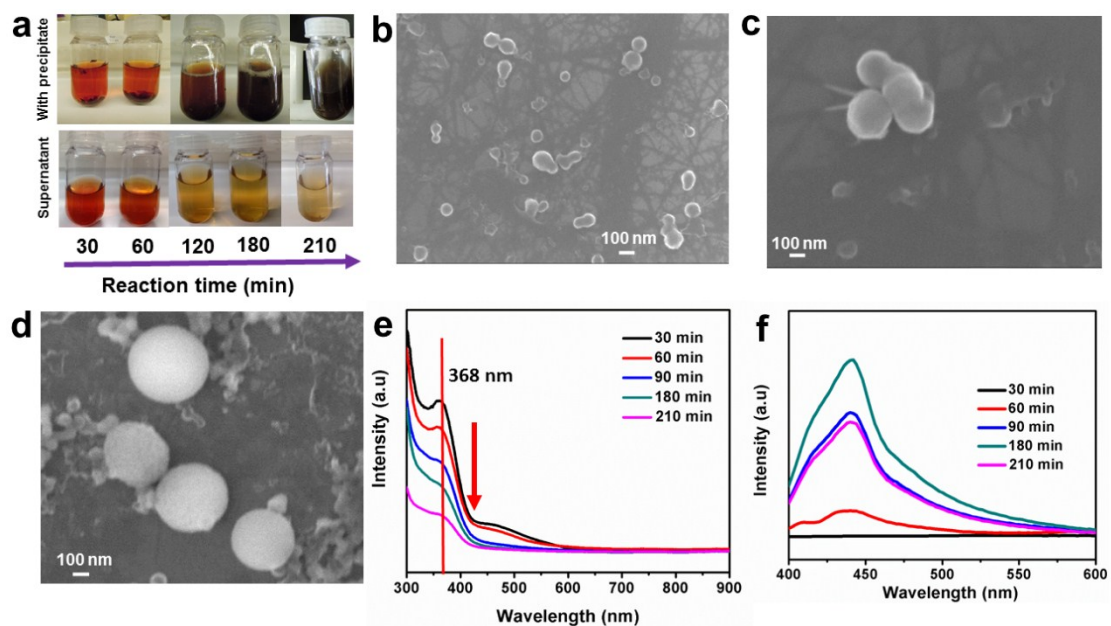 a
With precipitate
Supernatant
30 60 120 180 210
Reaction time (min)
b
100 nm
c
100 nm
d
100 nm
e
30 min
60 min
90 min
180 min
210 min
368 nm
Intensity (a.u)
300 400 500 600 700 800 900
Wavelength (nm)
f
30 min
60 min
90 min
180 min
210 min
Intensity (a.u)
400 450 500 550 600
Wavelength (nm)